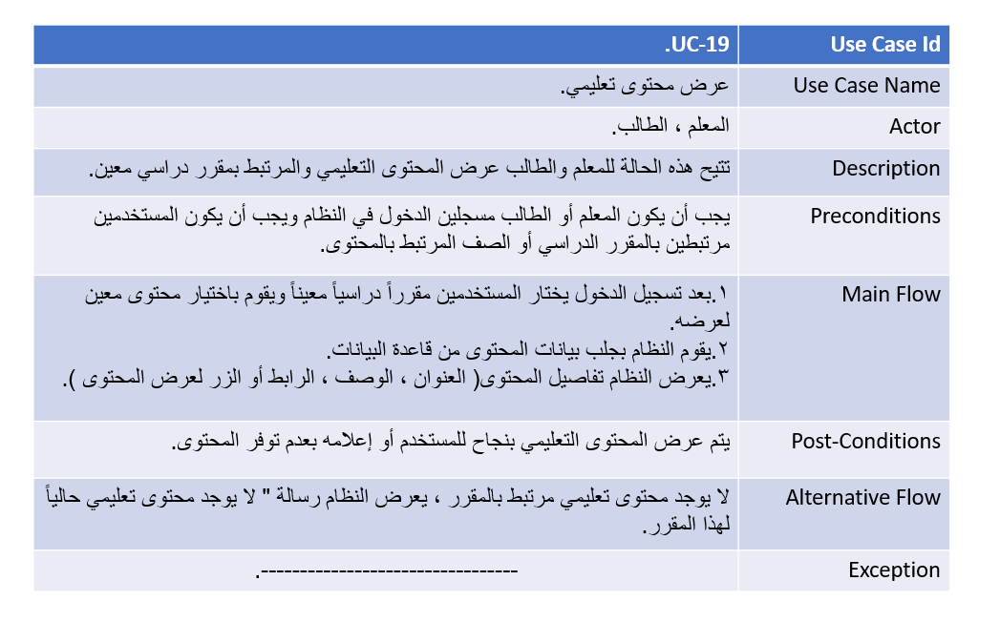 Use Case Id
UC-19.
Use Case Name
عرض محتوى تعليمي.
Actor
المعلم ، الطالب.
Description
تتيح هذه الحالة للمعلم والطالب عرض المحتوى التعليمي والمرتبط بمقرر دراسي معين.
Preconditions
يجب أن يكون المعلم أو الطالب مسجلين الدخول في النظام ويجب أن يكون المستخدمين
مرتبطين بالمقرر الدراسي أو الصف المرتبط بالمحتوى.
Main Flow
١.بعد تسجيل الدخول يختار المستخدمين مقرراً دراسياً معيناً ويقوم باختيار محتوى معين
لعرضه.
٢.يقوم النظام بجلب بيانات المحتوى من قاعدة البيانات.
٣.يعرض النظام تفاصيل المحتوى( العنوان ، الوصف ، الرابط أو الزر لعرض المحتوى ).
Post-Conditions
يتم عرض المحتوى التعليمي بنجاح للمستخدم أو إعلامه بعدم توفر المحتوى.
Alternative Flow
لا يوجد محتوى تعليمي مرتبط بالمقرر ، يعرض النظام رسالة " لا يوجد محتوى تعليمي حالياً
لهذا المقرر.
Exception
---------------------------------.